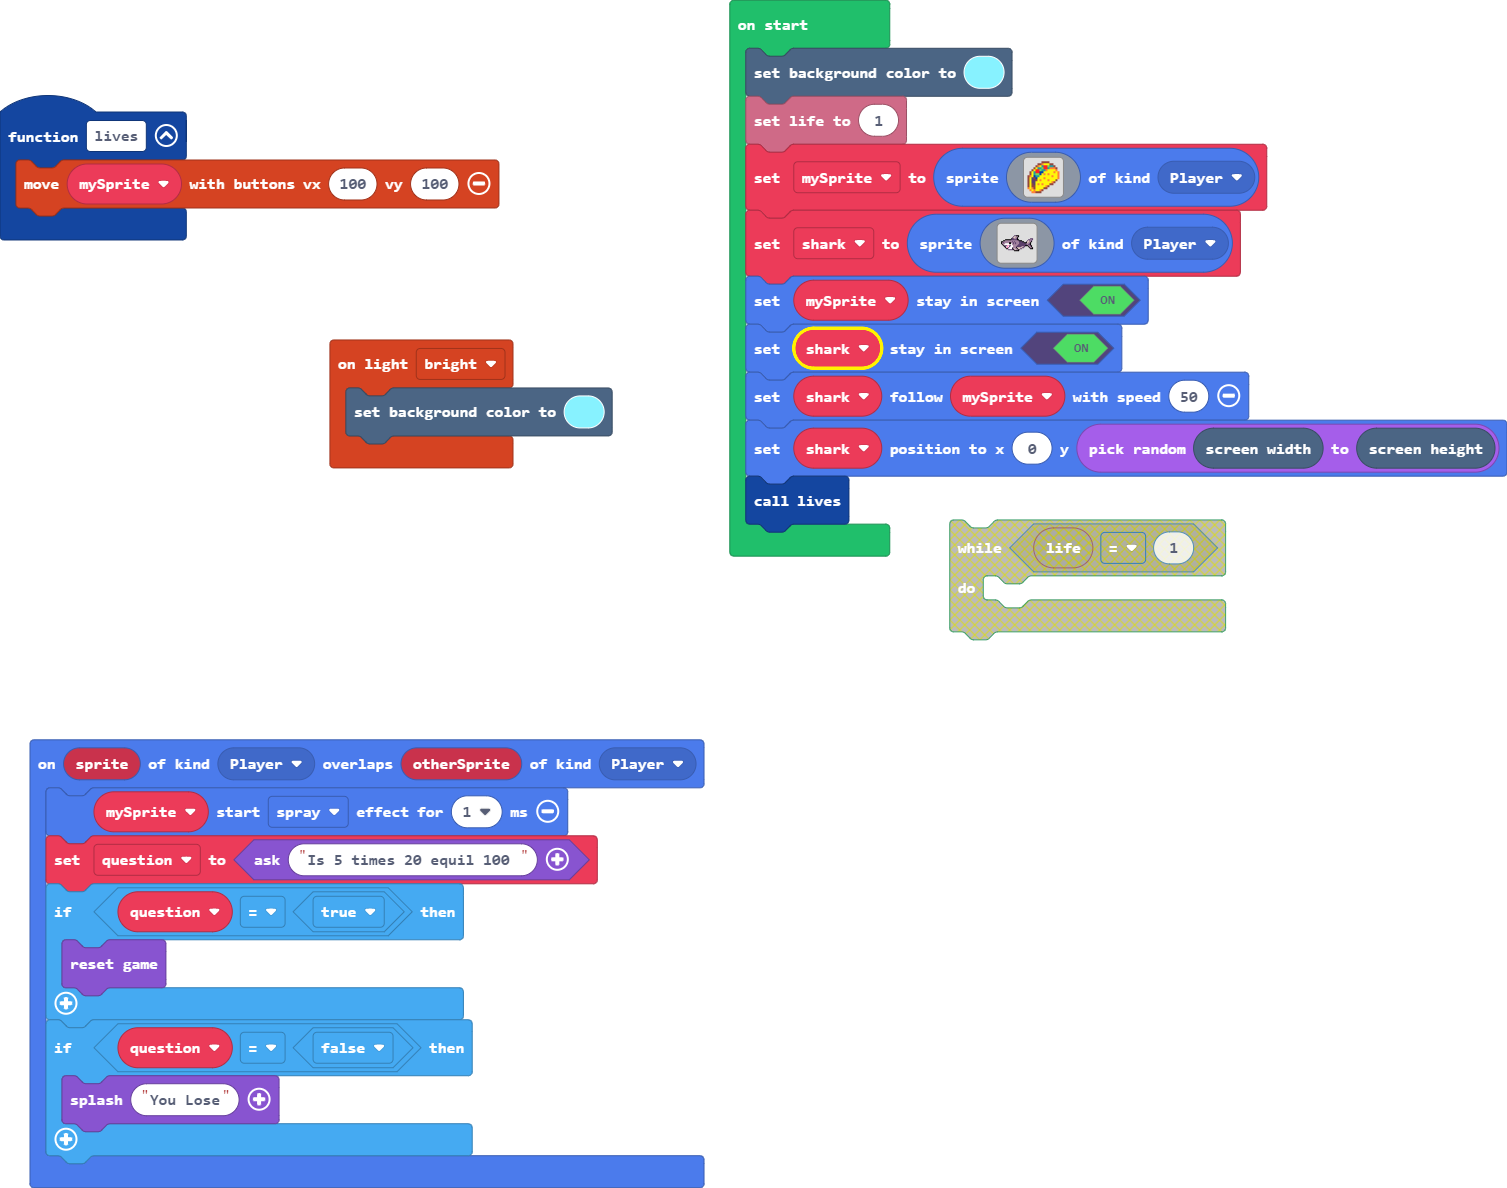 on start
set background color to
set life to 1
set mySprite to sprite of kind Player
set shark to sprite of kind Player
set mySprite stay in screen ON
set shark stay in screen ON
set shark follow mySprite with speed 50
set shark position to x 0 y pick random screen width to screen height
call lives
function lives
move mySprite with buttons vx 100 vy 100
on light bright
set background color to
while life = 1
do
on sprite of kind Player overlaps otherSprite of kind Player
mySprite start spray effect for 1 ms
set question to ask "Is 5 times 20 equil 100 "
if question = true then
reset game
if question = false then
splash "You Lose"